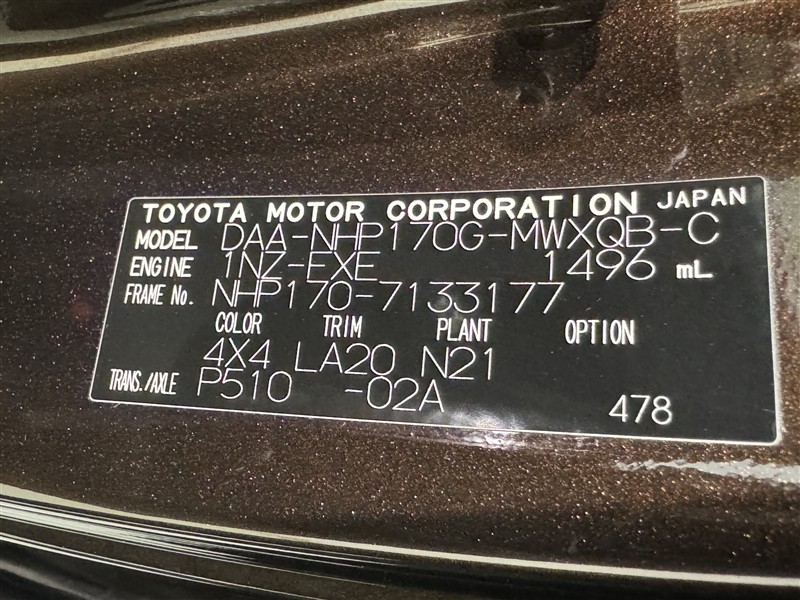 TOYOTA MOTOR CORPORATION JAPAN
MODEL DAA-NHP170G-MWXQB-C
ENGINE 1NZ-FXE 1496 mL
FRAME No. NHP170-7133177
COLOR TRIM PLANT OPTION
4X4 LA20 N21
TRANS./AXLE P510 -02A
478